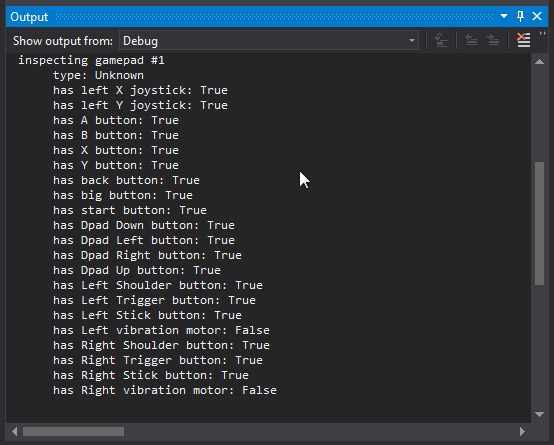 Output
Show output from: Debug
inspecting gamepad #1
type: Unknown
has left X joystick: True
has left Y joystick: True
has A button: True
has B button: True
has X button: True
has Y button: True
has back button: True
has big button: True
has start button: True
has Dpad Down button: True
has Dpad Left button: True
has Dpad Right button: True
has Dpad Up button: True
has Left Shoulder button: True
has Left Trigger button: True
has Left Stick button: True
has Left vibration motor: False
has Right Shoulder button: True
has Right Trigger button: True
has Right Stick button: True
has Right vibration motor: False